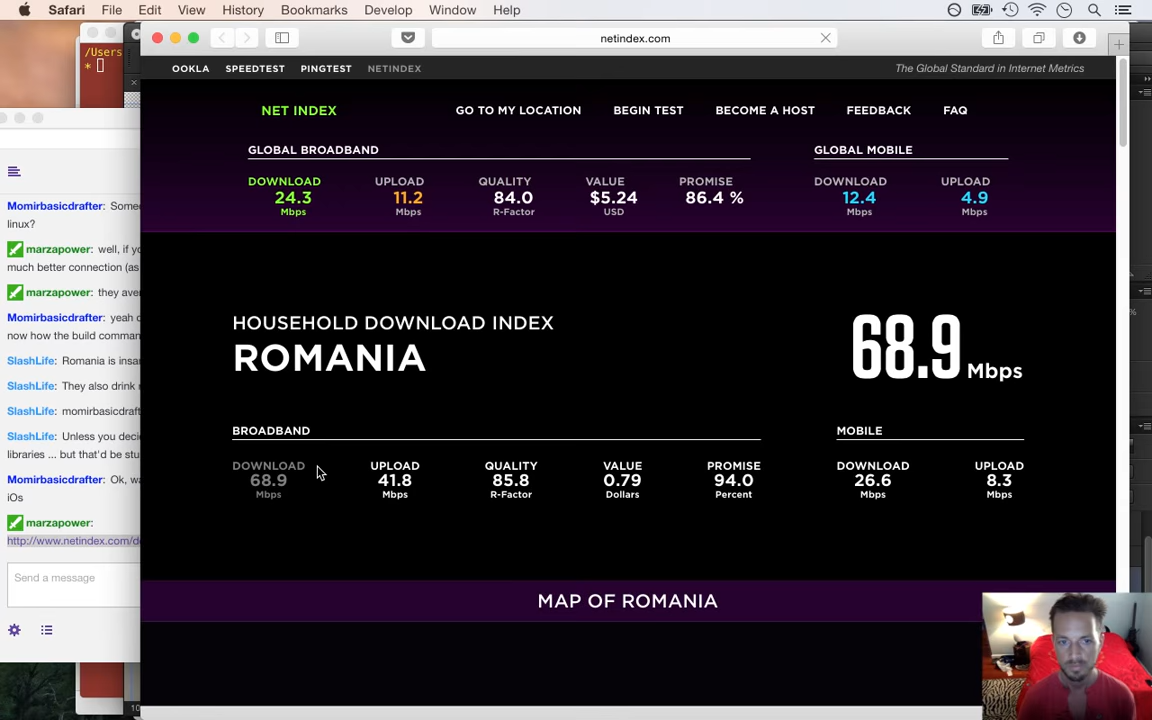 Safari File Edit View History Bookmarks Develop Window Help
/Users
*
netindex.com
OOKLA SPEEDTEST PINGTEST NETINDEX The Global Standard in Internet Metrics
NET INDEX GO TO MY LOCATION BEGIN TEST BECOME A HOST FEEDBACK FAQ
GLOBAL BROADBAND GLOBAL MOBILE
DOWNLOAD UPLOAD QUALITY VALUE PROMISE DOWNLOAD UPLOAD
24.3 11.2 84.0 $5.24 86.4 % 12.4 4.9
Mbps Mbps R-Factor USD Mbps Mbps
HOUSEHOLD DOWNLOAD INDEX
ROMANIA
68.9 Mbps
BROADBAND MOBILE
DOWNLOAD UPLOAD QUALITY VALUE PROMISE DOWNLOAD UPLOAD
68.9 41.8 85.8 0.79 94.0 26.6 8.3
Mbps Mbps R-Factor Dollars Percent Mbps Mbps
MAP OF ROMANIA
Momirbasicdrafter: Some
linux?
marzapower: well, if yo
much better connection (as
marzapower: they ave
Momirbasicdrafter: yeah
now how the build comman
SlashLife: Romania is insa
SlashLife: They also drink
SlashLife: momirbasicdraft
SlashLife: Unless you deci
libraries ... but that'd be stu
Momirbasicdrafter: Ok, wa
iOs
marzapower:
http://www.netindex.com/d
Send a message